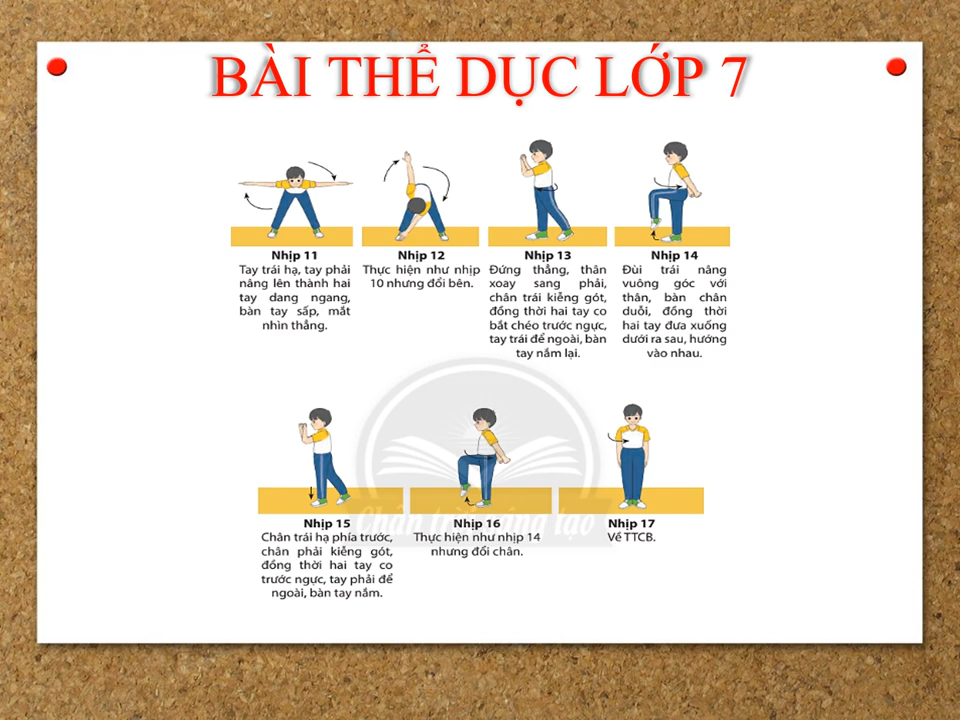 BÀI THỂ DỤC LỚP 7
Nhịp 11
Tay trái hạ, tay phải
nâng lên thành hai
tay dang ngang,
bàn tay sấp, mắt
nhìn thẳng.
Nhịp 12
Thực hiện như nhịp
10 nhưng đổi bên.
Nhịp 13
Đứng thẳng, thân
xoay sang phải,
chân trái kiễng gót,
đồng thời hai tay co
bắt chéo trước ngực,
tay trái để ngoài, bàn
tay nắm lại.
Nhịp 14
Đùi trái nâng
vuông góc với
thân, bàn chân
duỗi, đồng thời
hai tay đưa xuống
dưới ra sau, hướng
vào nhau.
Nhịp 15
Chân trái hạ phía trước,
chân phải kiễng gót,
đồng thời hai tay co
trước ngực, tay phải để
ngoài, bàn tay nắm.
Nhịp 16
Thực hiện như nhịp 14
nhưng đổi chân.
Nhịp 17
Về TTCB.
Chân trời sáng tạo